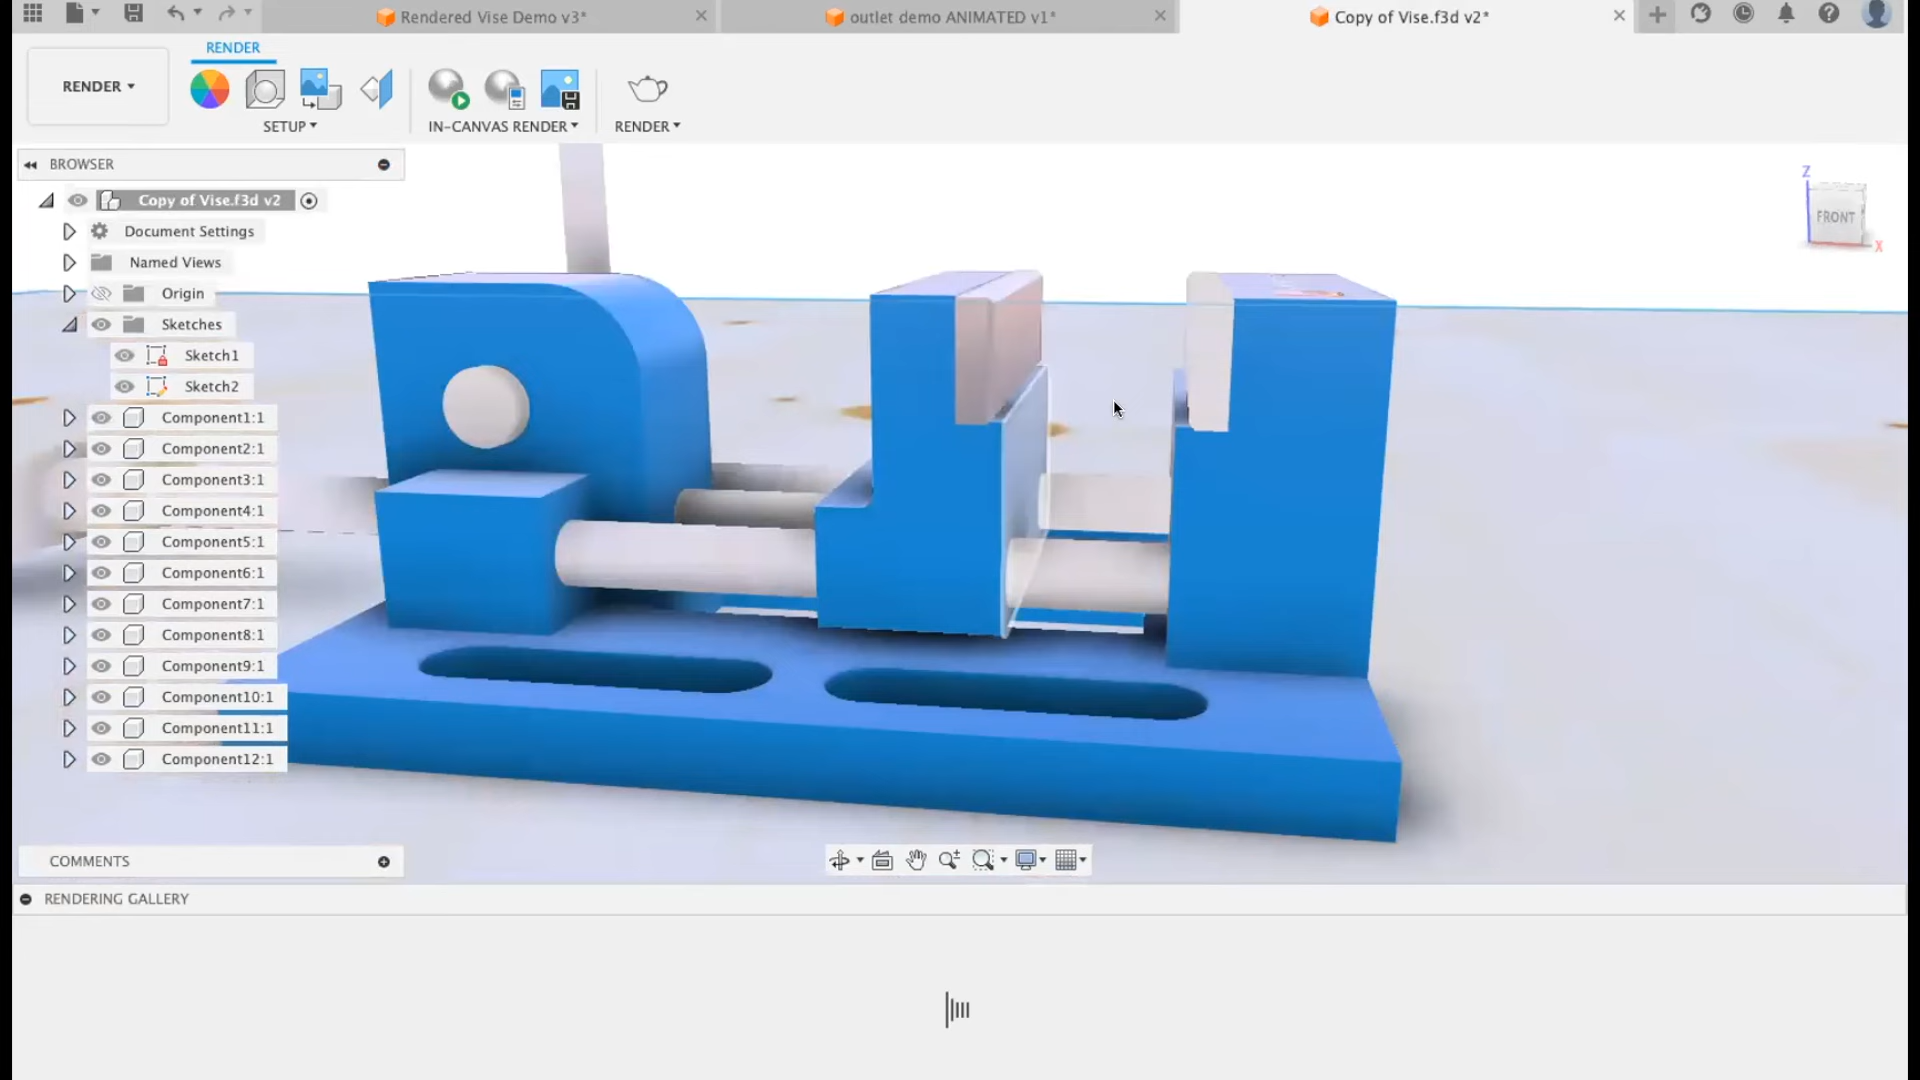 Rendered Vise Demo v3*
outlet demo ANIMATED v1*
Copy of Vise.f3d v2*
RENDER
RENDER
SETUP
IN-CANVAS RENDER
RENDER
BROWSER
Copy of Vise.f3d v2
Document Settings
Named Views
Origin
Sketches
Sketch1
Sketch2
Component1:1
Component2:1
Component3:1
Component4:1
Component5:1
Component6:1
Component7:1
Component8:1
Component9:1
Component10:1
Component11:1
Component12:1
Z
FRONT
X
COMMENTS
RENDERING GALLERY